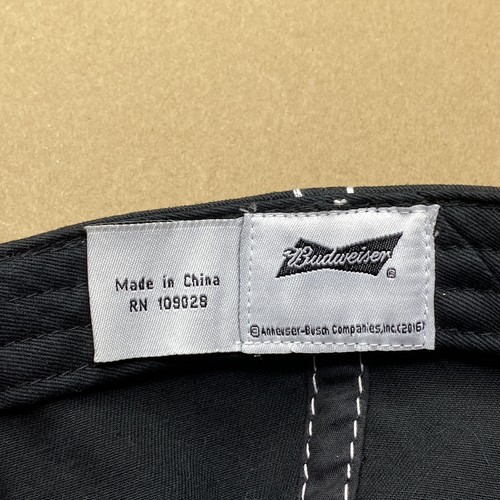 Made in China
RN 109028
Budweiser®
©Anheuser-Busch Companies,Inc.(2016)